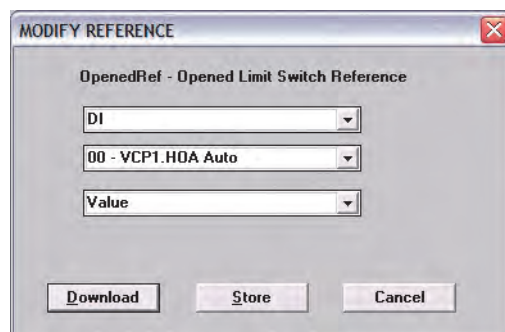 MODIFY REFERENCE
OpenedRef - Opened Limit Switch Reference
DI
00 - VCP1.HOA Auto
Value
Download Store Cancel